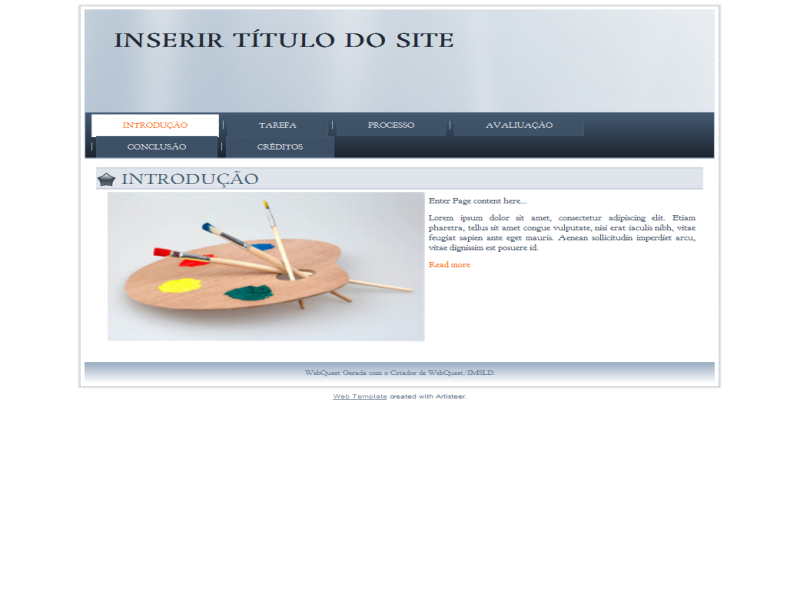 INSERIR TÍTULO DO SITE
INTRODUÇÃO | TAREFA | PROCESSO | AVALIUAÇÃO
| CONCLUSÃO | CRÉDITOS
INTRODUÇÃO
Enter Page content here...
Lorem ipsum dolor sit amet, consectetur adipiscing elit. Etiam
pharetra, tellus sit amet congue vulputate, nisi erat iaculis nibh, vitae
feugiat sapien ante eget mauris. Aenean sollicitudin imperdiet arcu,
vitae dignissim est posuere id.
Read more
WebQuest Gerada com o Criador de WebQuest/IMSLD.
Web Template created with Artisteer.